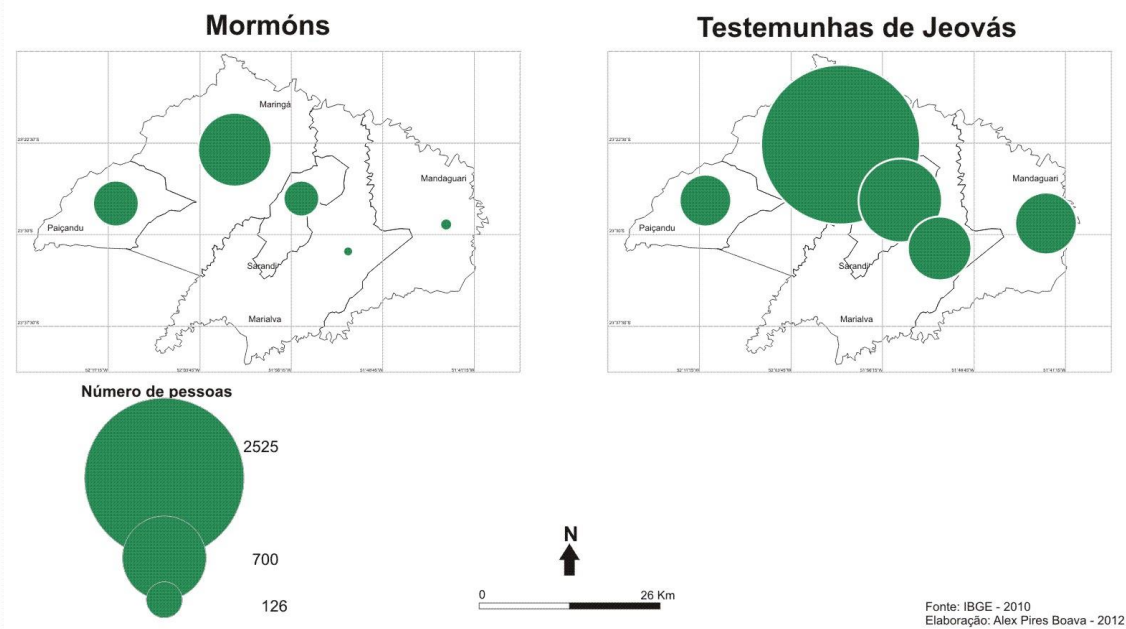 Mormóns
Testemunhas de Jeovás
Maringá
Mandaguari
Paiçandu
Sarandi
Marialva
Mandaguari
Paiçandu
Sarandi
Marialva
Número de pessoas
2525
700
126
N
0 26 Km
Fonte: IBGE - 2010
Elaboração: Alex Pires Boava - 2012